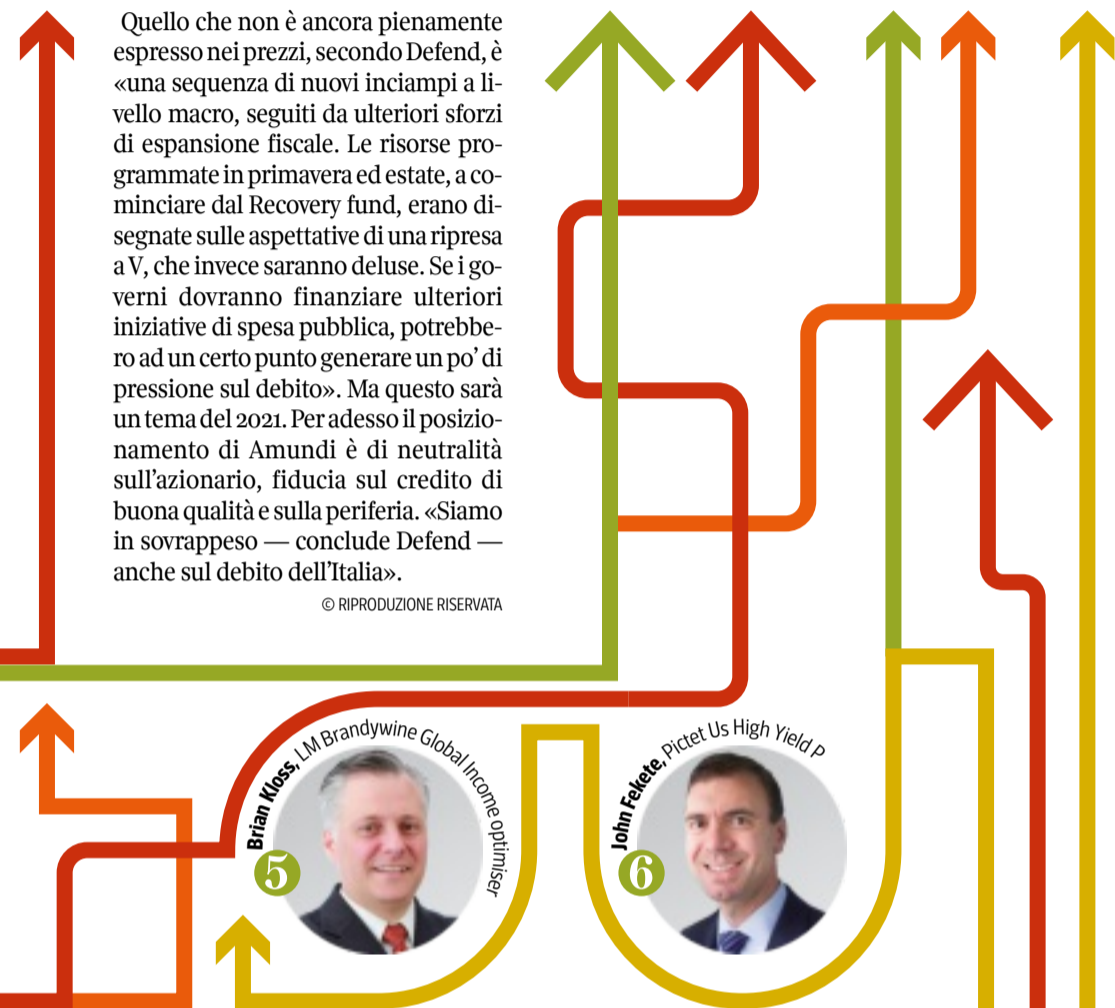 Quello che non è ancora pienamente
espresso nei prezzi, secondo Defend, è
«una sequenza di nuovi inciampi a li-
vello macro, seguiti da ulteriori sforzi
di espansione fiscale. Le risorse pro-
grammate in primavera ed estate, a co-
minciare dal Recovery fund, erano di-
segnate sulle aspettative di una ripresa
a V, che invece saranno deluse. Se i go-
verni dovranno finanziare ulteriori
iniziative di spesa pubblica, potrebbe-
ro ad un certo punto generare un po’ di
pressione sul debito». Ma questo sarà
un tema del 2021. Per adesso il posizio-
namento di Amundi è di neutralità
sull’azionario, fiducia sul credito di
buona qualità e sulla periferia. «Siamo
in sovrappeso — conclude Defend —
anche sul debito dell’Italia».
© RIPRODUZIONE RISERVATA
Brian Kloss, LM Brandywine Global Income optimiser
5
John Fekete, Pictet Us High Yield P
6